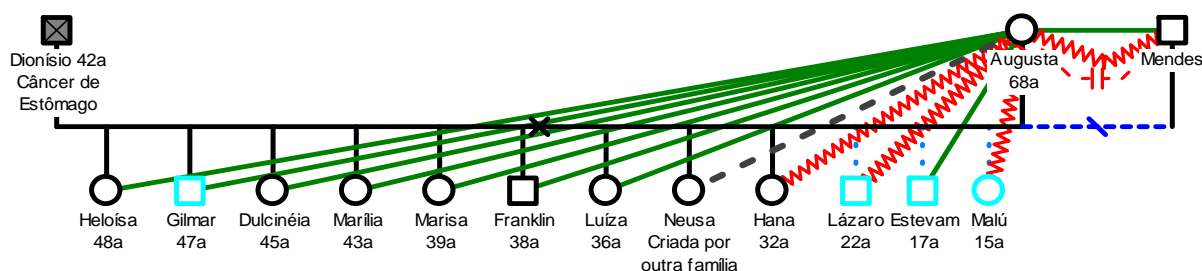 Dionísio 42a
Câncer de
Estômago
Augusta
68a
Mendes
Heloísa
48a
Gilmar
47a
Dulcinéia
45a
Marília
43a
Marisa
39a
Franklin
38a
Luíza
36a
Neusa
Criada por
outra família
Hana
32a
Lázaro
22a
Estevam
17a
Malú
15a